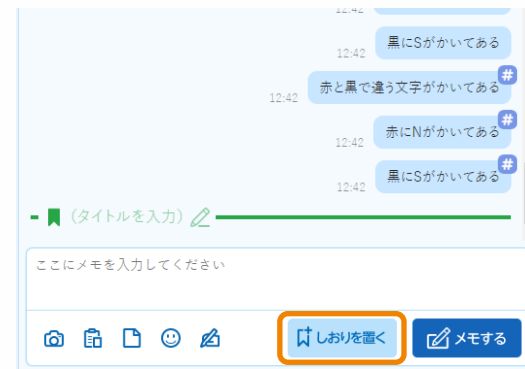 12:42
黒にSがかいてある
12:42
#
赤と黒で違う文字がかいてある
12:42
#
赤にNがかいてある
12:42
#
黒にSがかいてある
12:42
(タイトルを入力)
ここにメモを入力してください
しおりを置く
メモする